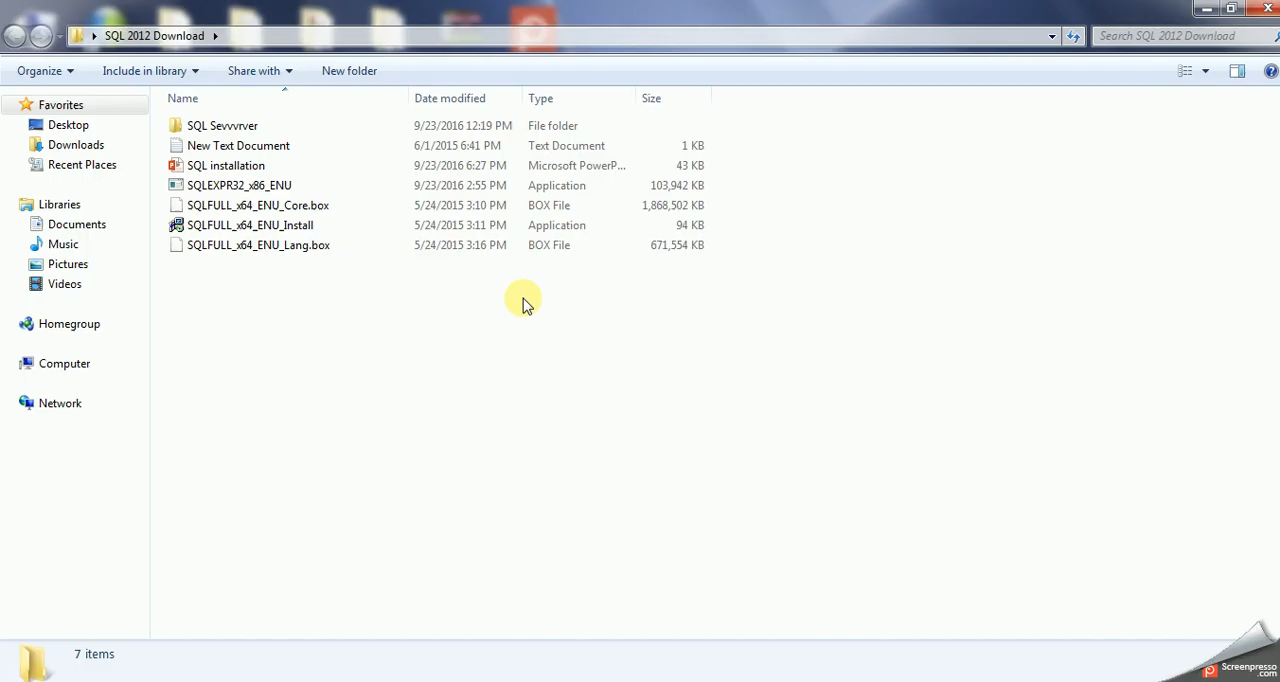 SQL 2012 Download
Search SQL 2012 Download
Organize Include in library Share with New folder
Name Date modified Type Size
Favorites
Desktop
Downloads
Recent Places
Libraries
Documents
Music
Pictures
Videos
Homegroup
Computer
Network
SQL Sevvvrver 9/23/2016 12:19 PM File folder
New Text Document 6/1/2015 6:41 PM Text Document 1 KB
SQL installation 9/23/2016 6:27 PM Microsoft PowerP... 43 KB
SQLEXPR32_x86_ENU 9/23/2016 2:55 PM Application 103,942 KB
SQLFULL_x64_ENU_Core.box 5/24/2015 3:10 PM BOX File 1,868,502 KB
SQLFULL_x64_ENU_Install 5/24/2015 3:11 PM Application 94 KB
SQLFULL_x64_ENU_Lang.box 5/24/2015 3:16 PM BOX File 671,554 KB
7 items
Screenpresso
.com